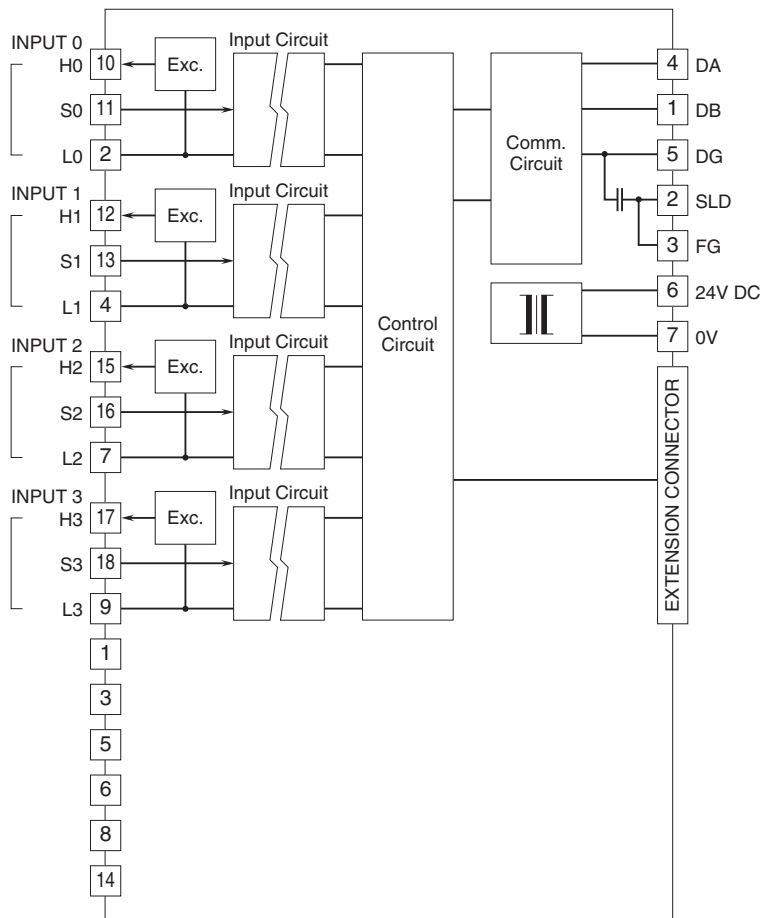 INPUT 0
H0 10 Exc. Input Circuit
S0 11
L0 2
INPUT 1
H1 12 Exc. Input Circuit
S1 13
L1 4
INPUT 2
H2 15 Exc. Input Circuit
S2 16
L2 7
INPUT 3
H3 17 Exc. Input Circuit
S3 18
L3 9
1
3
5
6
8
14
Control
Circuit
Comm.
Circuit
4 DA
1 DB
5 DG
2 SLD
3 FG
6 24V DC
7 0V
EXTENSION CONNECTOR